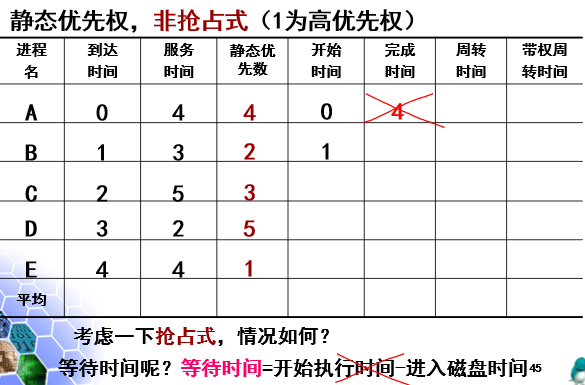 静态优先权，非抢占式（1为高优先权）
进程名 到达时间 服务时间 静态优先数 开始时间 完成时间 周转时间 带权周转时间
A 0 4 4 0 4
B 1 3 2 1
C 2 5 3
D 3 2 5
E 4 4 1
平均
考虑一下抢占式，情况如何？
等待时间呢？等待时间=开始执行时间-进入磁盘时间45